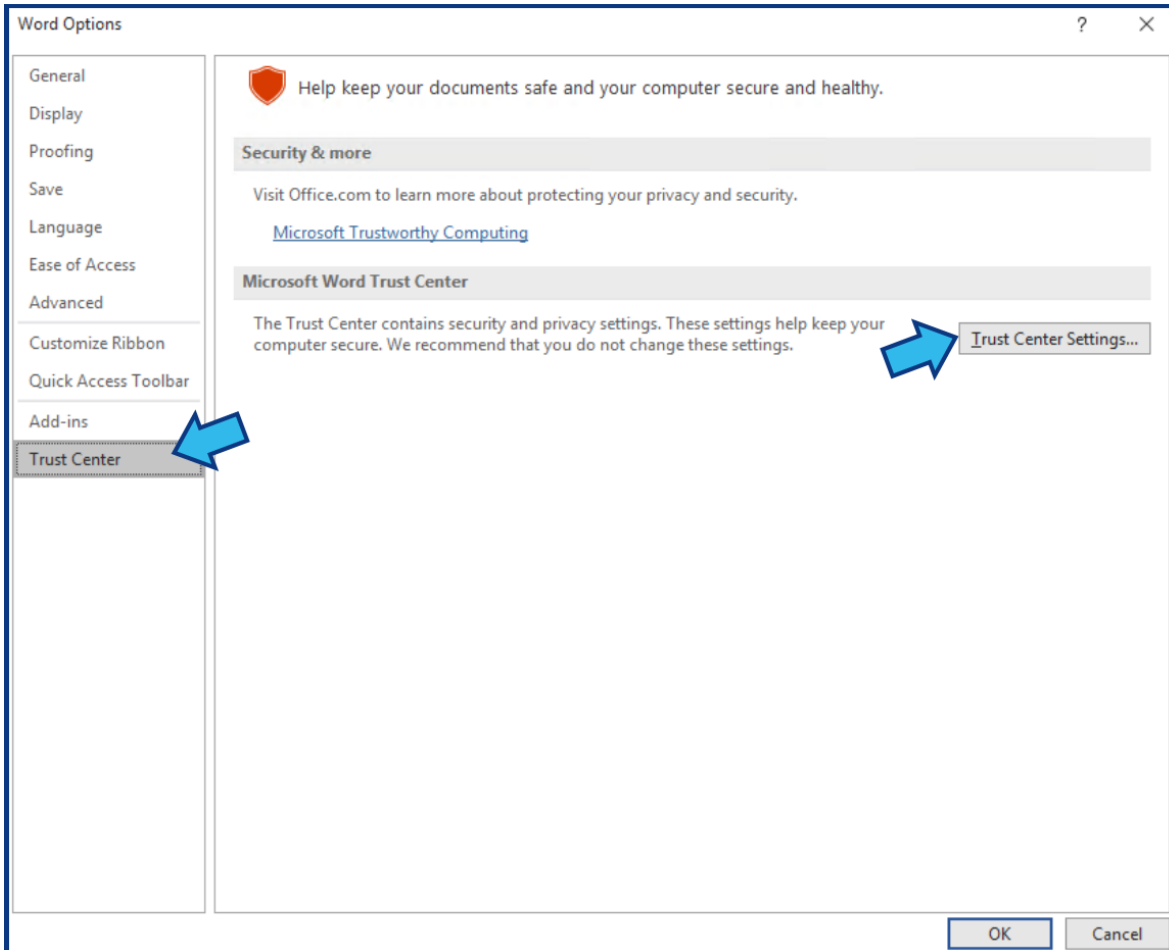 Word Options
?
General
Display
Proofing
Save
Language
Ease of Access
Advanced
Customize Ribbon
Quick Access Toolbar
Add-ins
Trust Center
Help keep your documents safe and your computer secure and healthy.
Security & more
Visit Office.com to learn more about protecting your privacy and security.
Microsoft Trustworthy Computing
Microsoft Word Trust Center
The Trust Center contains security and privacy settings. These settings help keep your
computer secure. We recommend that you do not change these settings.
Trust Center Settings...
OK
Cancel